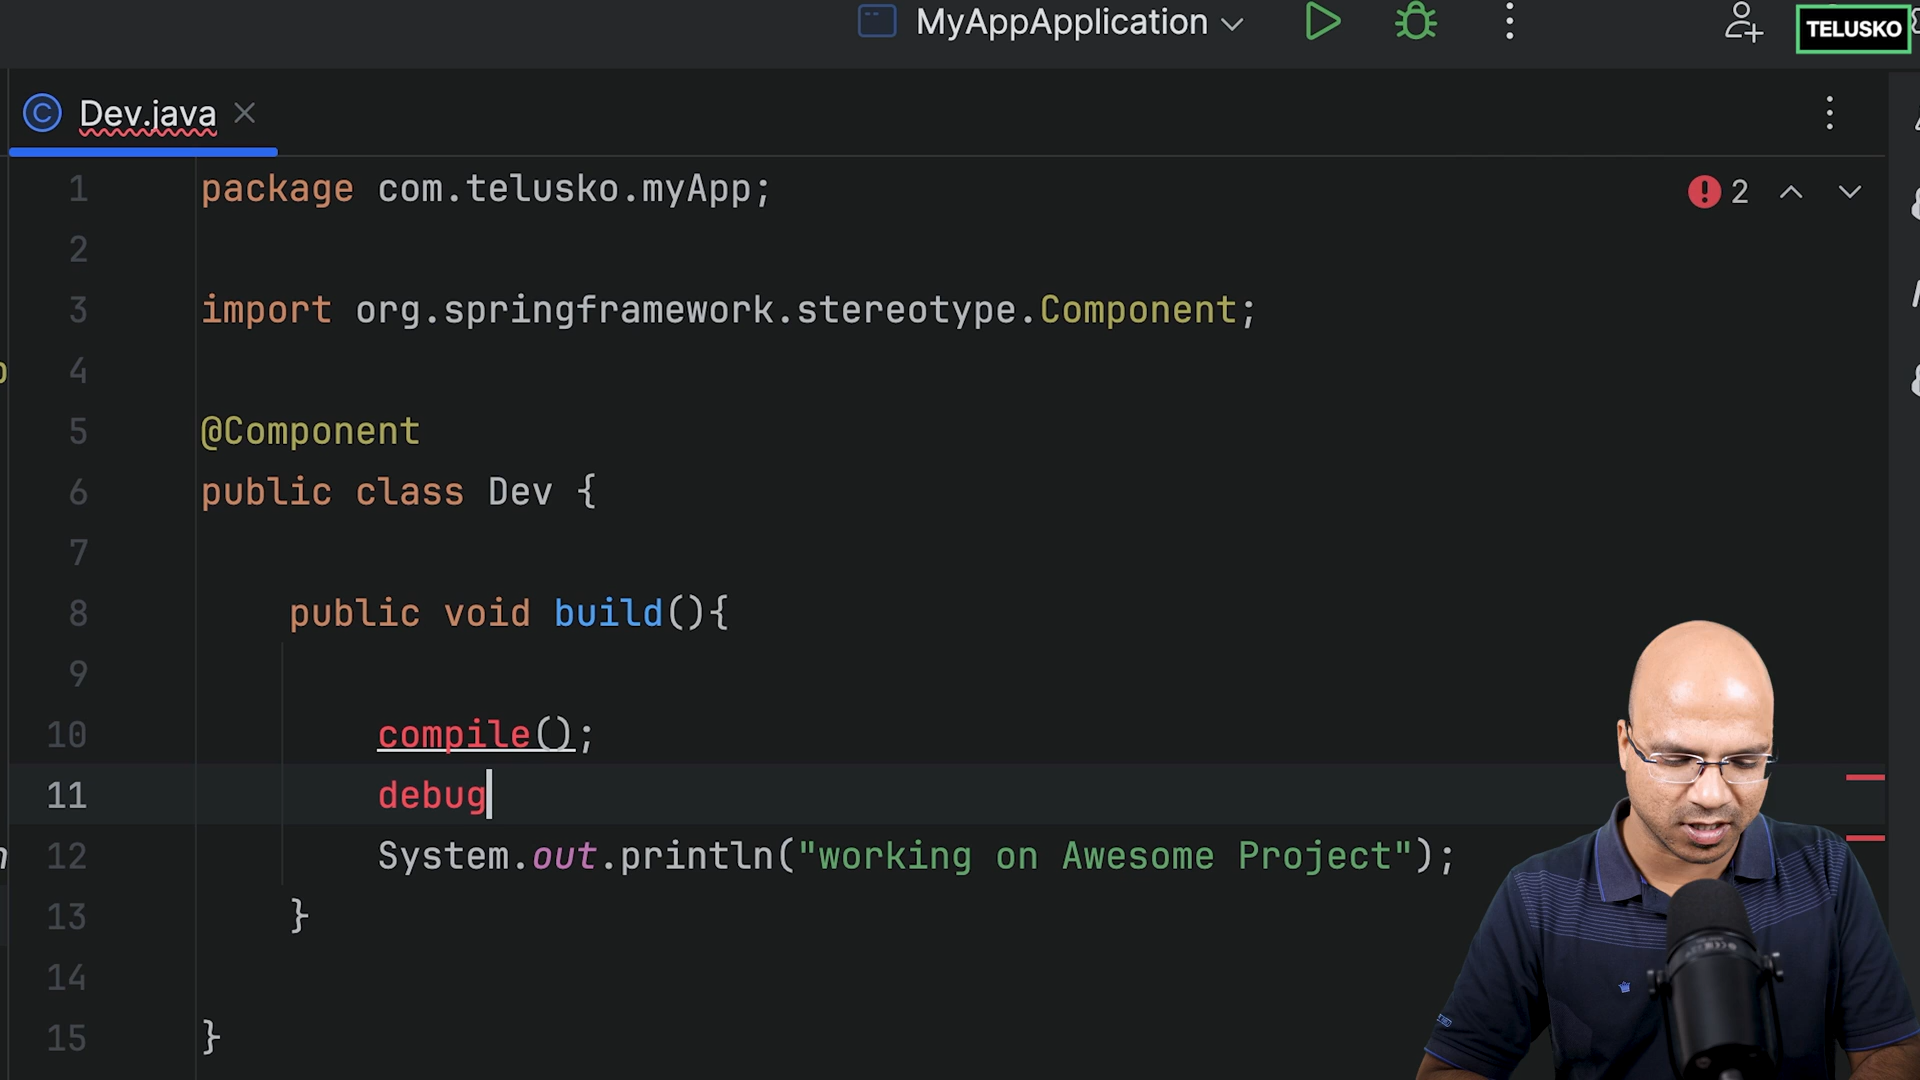 MyAppApplication
TELUSKO
Dev.java
1 package com.telusko.myApp;
2
2
3 import org.springframework.stereotype.Component;
4
5 @Component
6 public class Dev {
7
8 public void build(){
9
10 compile();
11 debug
12 System.out.println("working on Awesome Project");
13 }
14
15 }